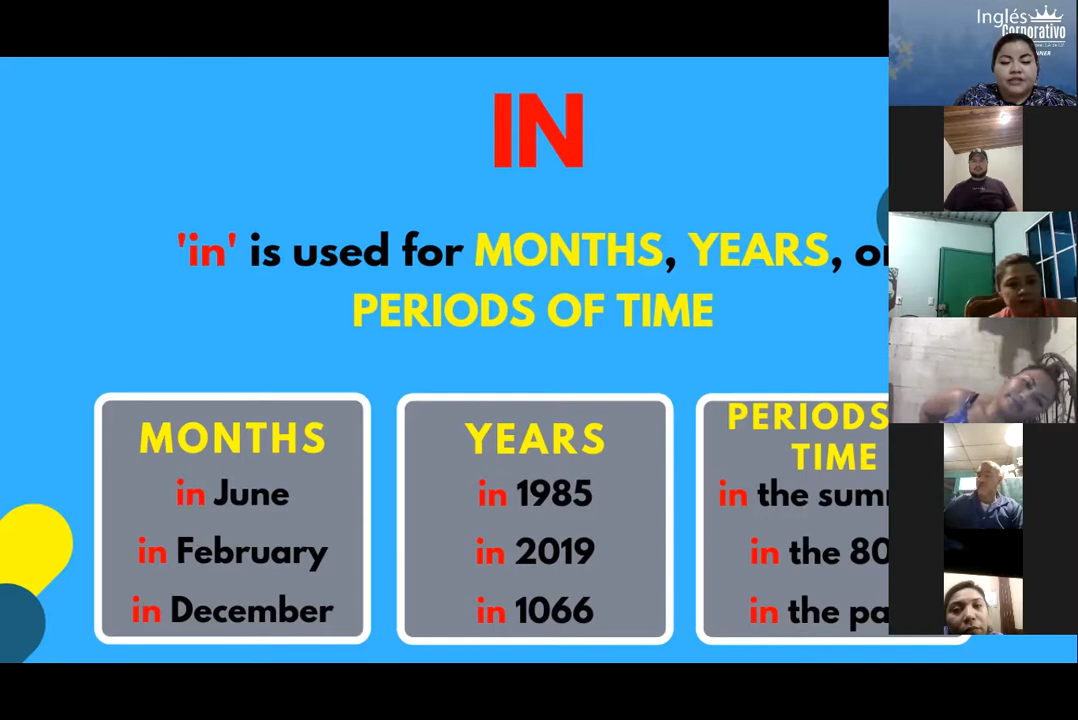 IN
'in' is used for MONTHS, YEARS, or
PERIODS OF TIME
MONTHS
in June
in February
in December
YEARS
in 1985
in 2019
in 1066
PERIODS
TIME
in the
in the 80
in the
Inglés
Corporativo